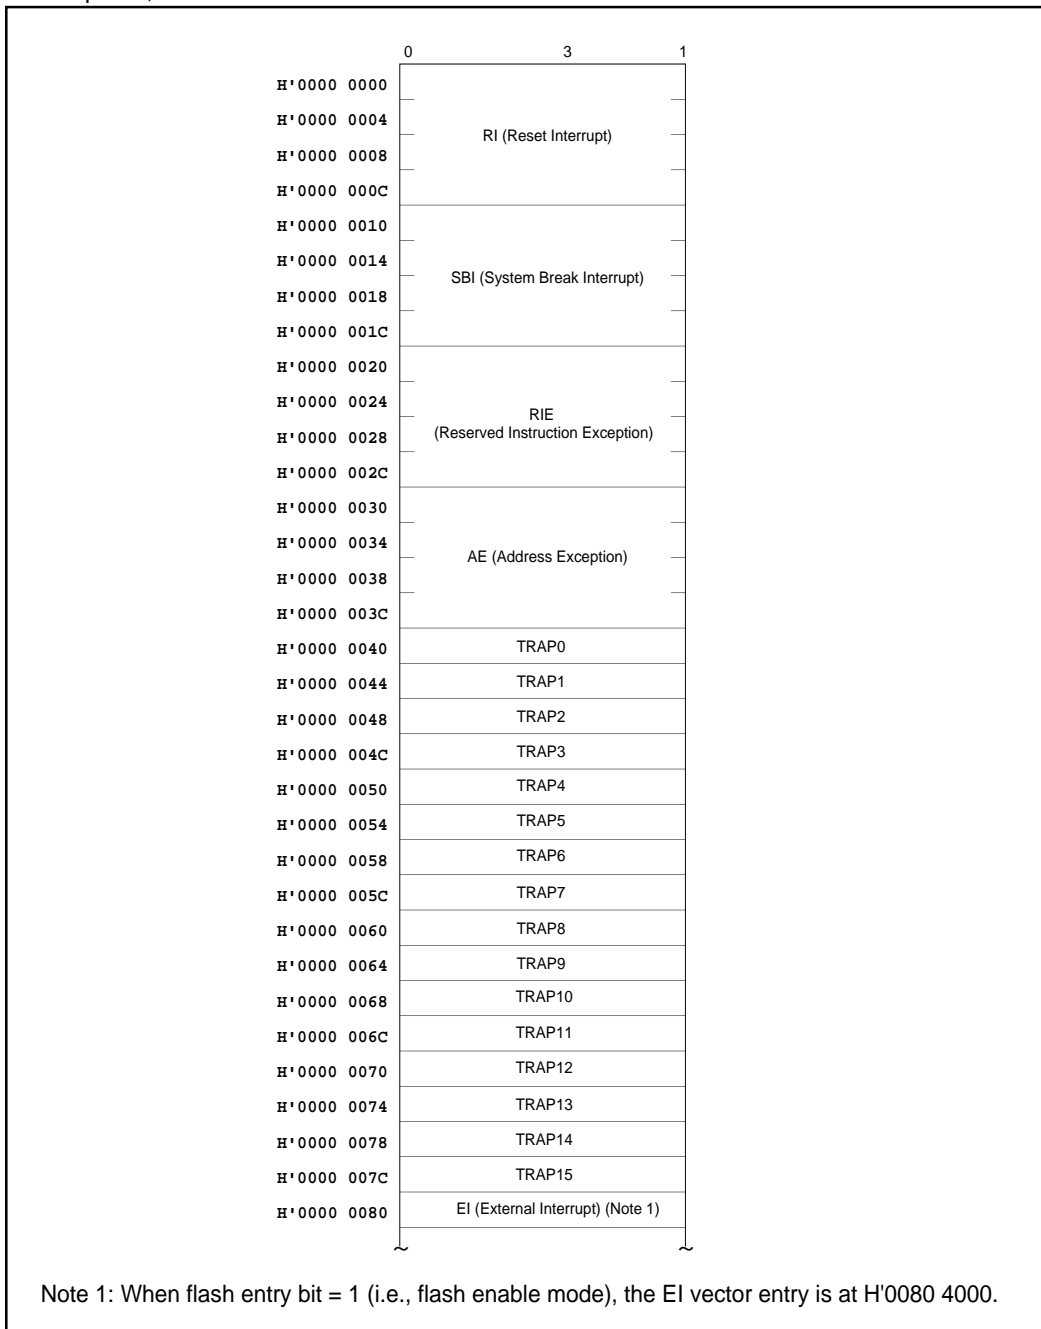 0 3 1
H'0000 0000
H'0000 0004
RI (Reset Interrupt)
H'0000 0008
H'0000 000C
H'0000 0010
H'0000 0014
SBI (System Break Interrupt)
H'0000 0018
H'0000 001C
H'0000 0020
H'0000 0024
RIE
(Reserved Instruction Exception)
H'0000 0028
H'0000 002C
H'0000 0030
H'0000 0034
AE (Address Exception)
H'0000 0038
H'0000 003C
H'0000 0040 TRAP0
H'0000 0044 TRAP1
H'0000 0048 TRAP2
H'0000 004C TRAP3
H'0000 0050 TRAP4
H'0000 0054 TRAP5
H'0000 0058 TRAP6
H'0000 005C TRAP7
H'0000 0060 TRAP8
H'0000 0064 TRAP9
H'0000 0068 TRAP10
H'0000 006C TRAP11
H'0000 0070 TRAP12
H'0000 0074 TRAP13
H'0000 0078 TRAP14
H'0000 007C TRAP15
H'0000 0080 EI (External Interrupt) (Note 1)
~ ~
Note 1: When flash entry bit = 1 (i.e., flash enable mode), the EI vector entry is at H'0080 4000.